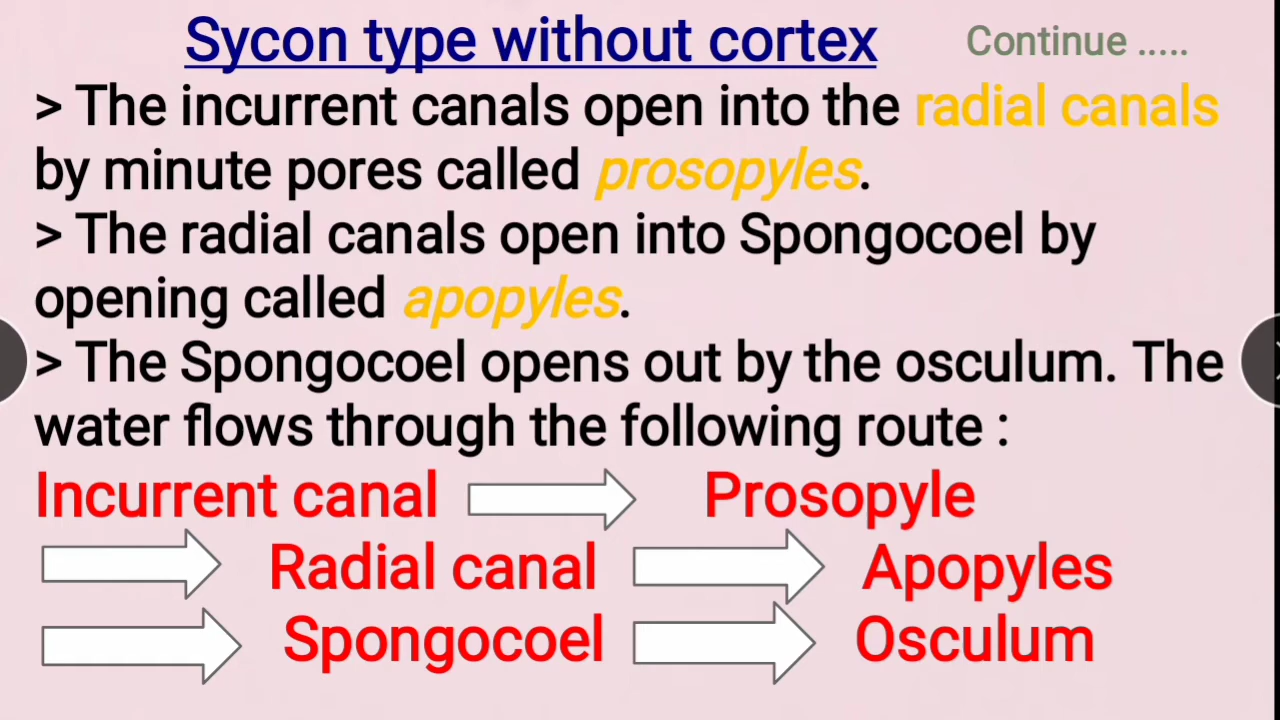 Sycon type without cortex Continue .....
> The incurrent canals open into the radial canals
by minute pores called prosopyles.
> The radial canals open into Spongocoel by
opening called apopyles.
> The Spongocoel opens out by the osculum. The
water flows through the following route :
Incurrent canal Prosopyle
Radial canal Apopyles
Spongocoel Osculum